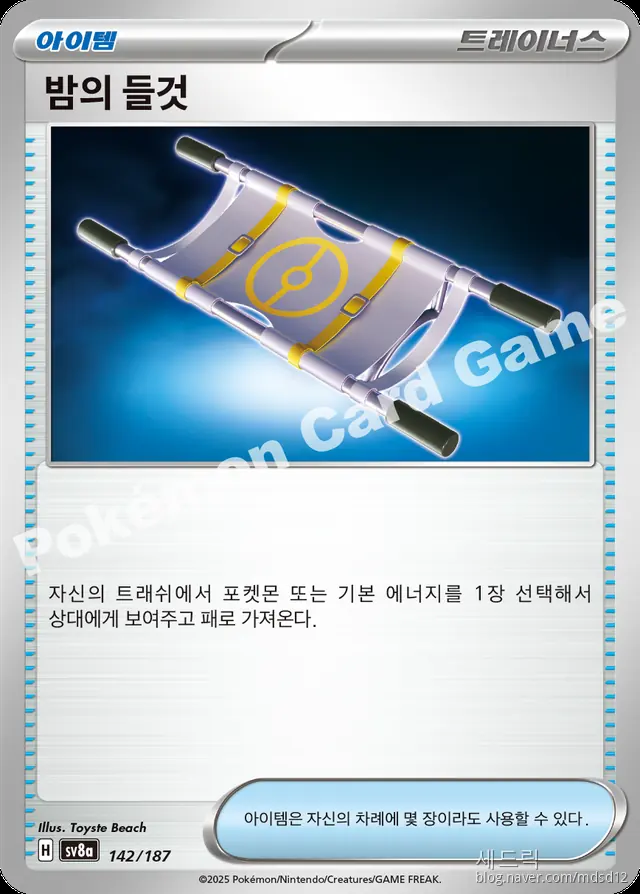 아이템
트레이너스
밤의 들것
Pokémon Card Game
자신의 트래쉬에서 포켓몬 또는 기본 에너지를 1장 선택해서
상대에게 보여주고 패로 가져온다.
아이템은 자신의 차례에 몇 장이라도 사용할 수 있다.
Illus. Toyste Beach
H sv8a 142/187
©2025 Pokémon/Nintendo/Creatures/GAME FREAK.
세드릭
blog.naver.com/mdsd12